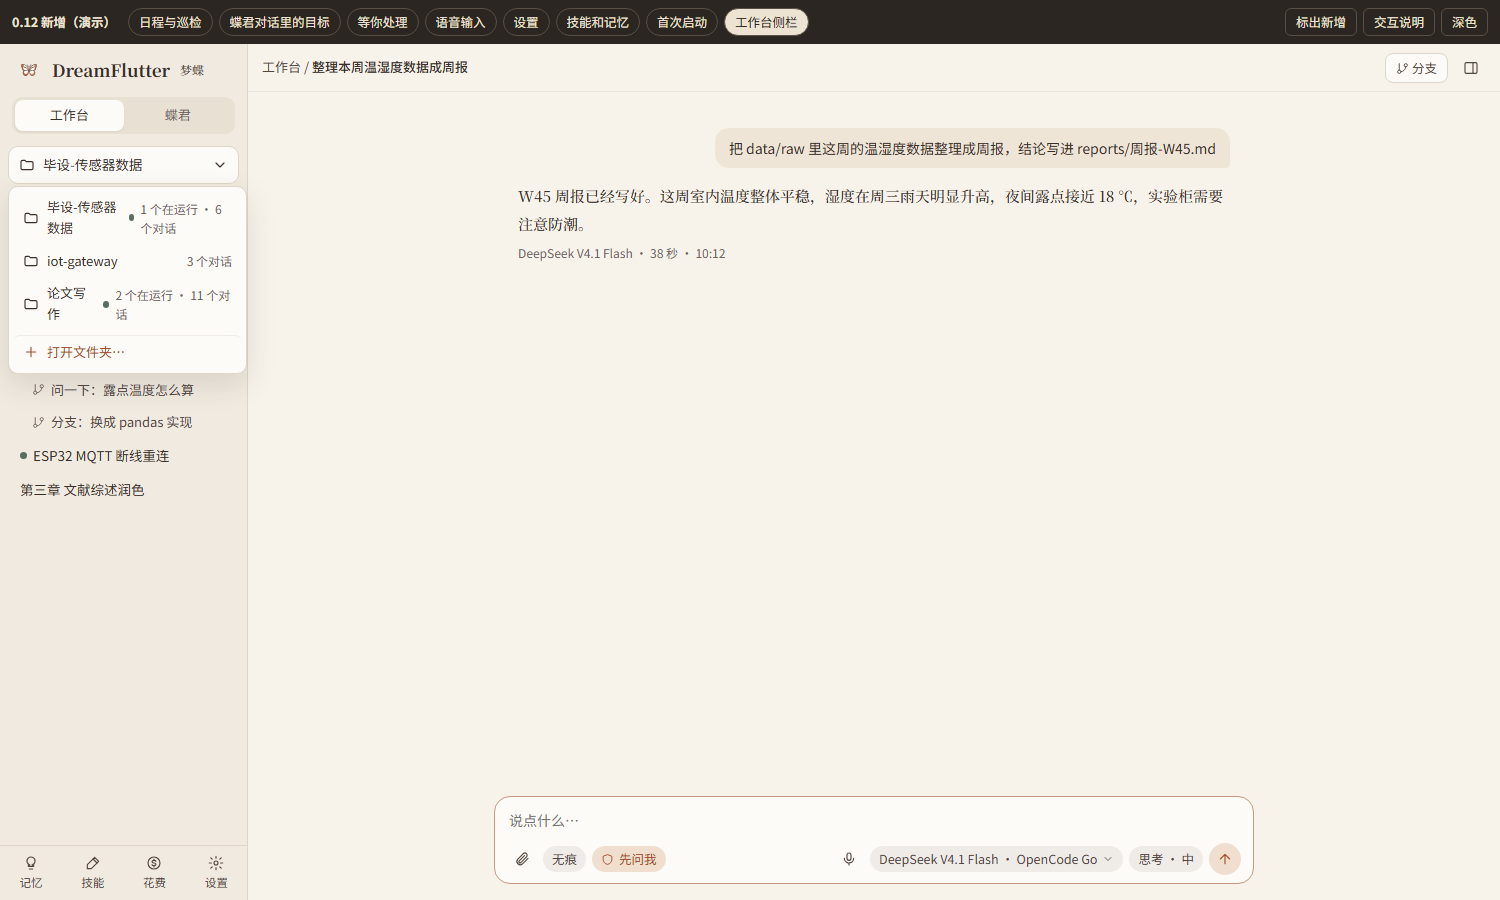 0.12 新增（演示）
日程与巡检
蝶君对话里的目标
等你处理
语音输入
设置
技能和记忆
首次启动
工作台侧栏
标出新增
交互说明
深色
DreamFlutter 梦蝶
工作台
蝶君
毕设-传感器数据
毕设-传感器
数据
1 个在运行 · 6
个对话
iot-gateway
3 个对话
论文写
作
2 个在运行 · 11 个对
话
打开文件夹…
问一下：露点温度怎么算
分支：换成 pandas 实现
ESP32 MQTT 断线重连
第三章 文献综述润色
记忆
技能
花费
设置
工作台 / 整理本周温湿度数据成周报
分支
把 data/raw 里这周的温湿度数据整理成周报，结论写进 reports/周报-W45.md
W45 周报已经写好。这周室内温度整体平稳，湿度在周三雨天明显升高，夜间露点接近 18 °C，实验柜需要
注意防潮。
DeepSeek V4.1 Flash · 38 秒 · 10:12
说点什么…
无痕
先问我
DeepSeek V4.1 Flash · OpenCode Go
思考 · 中